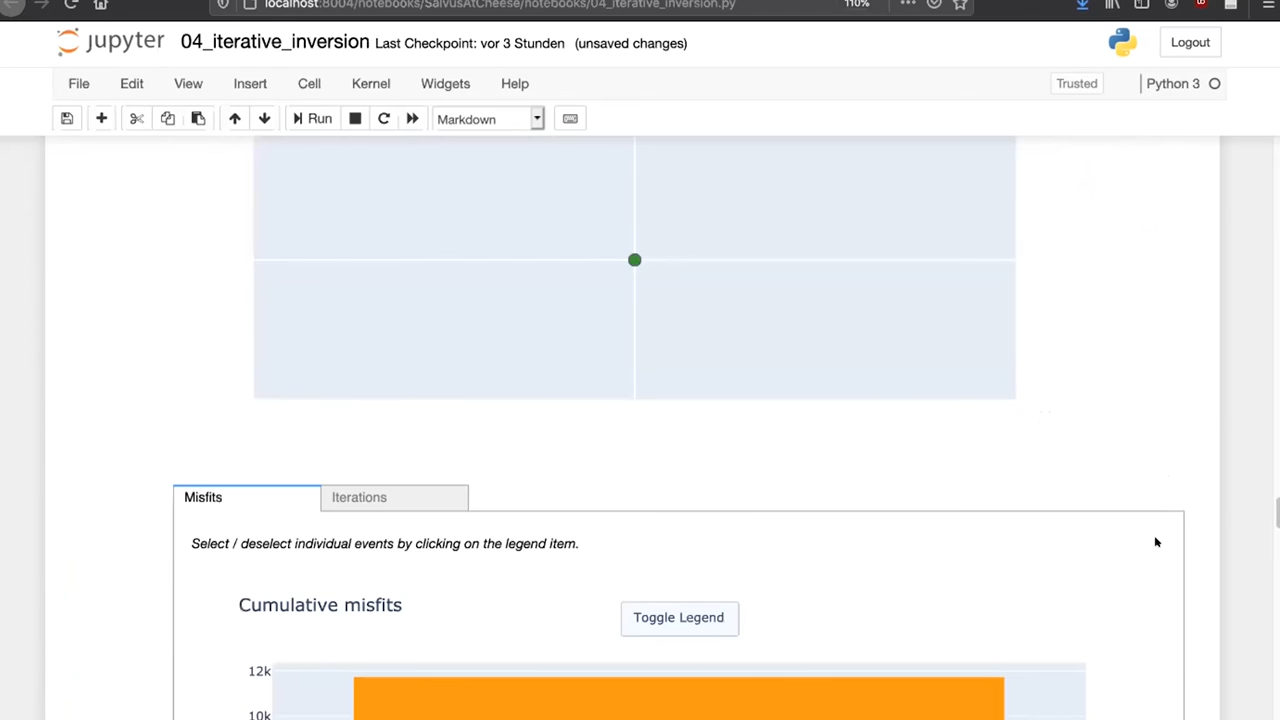 localhost:8004/notebooks/SalvusAtCheese/notebooks/04_iterative_inversion.py 110%
jupyter 04_iterative_inversion Last Checkpoint: vor 3 Stunden (unsaved changes) Logout
File Edit View Insert Cell Kernel Widgets Help Trusted Python 3
Run Markdown
Misfits Iterations
Select / deselect individual events by clicking on the legend item.
Cumulative misfits
Toggle Legend
12k
10k